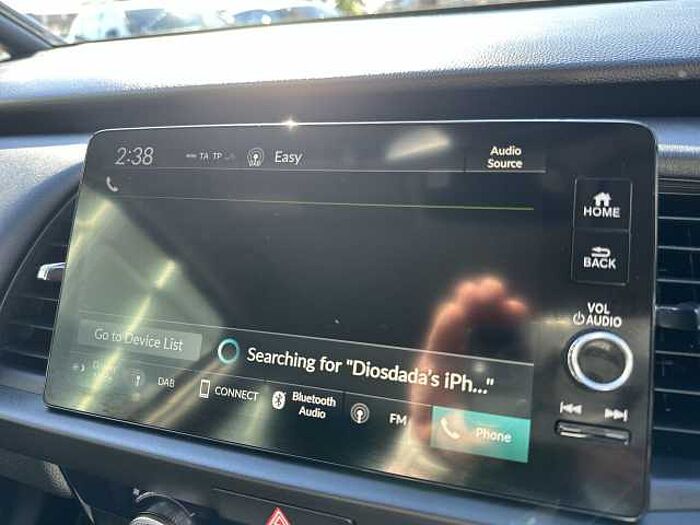 2:38
TA TP
Easy
Audio
Source
HOME
BACK
VOL
AUDIO
Go to Device List
Searching for "Diosdada's iPh..."
DAB
CONNECT
Bluetooth
Audio
FM
Phone